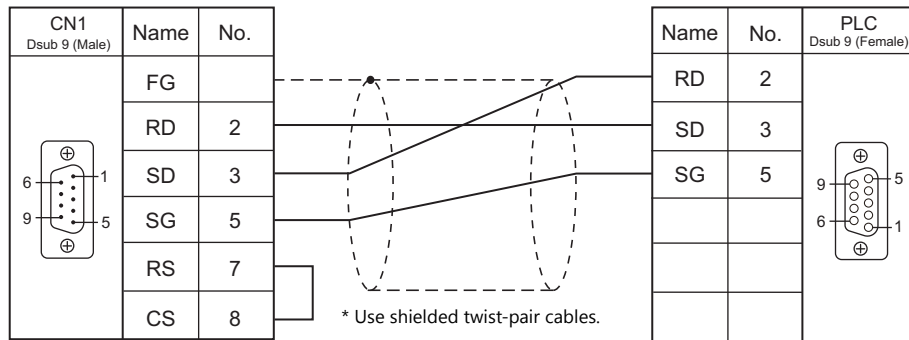 CN1
Dsub 9 (Male)
Name
No.
FG
RD
2
SD
3
SG
5
RS
7
CS
8
6
1
9
5
* Use shielded twist-pair cables.
Name
No.
PLC
Dsub 9 (Female)
RD
2
SD
3
SG
5
9
5
6
1